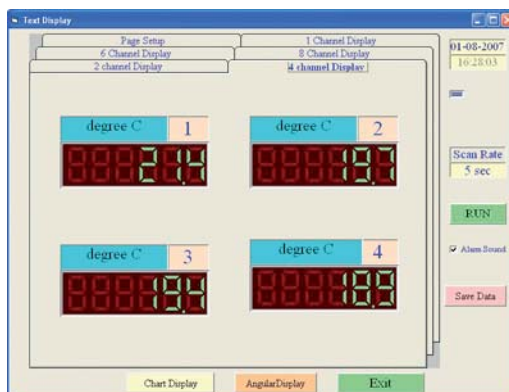 Text Display
Page Setup
1 Channel Display
6 Channel Display
8 Channel Display
2 channel Display
4 channel Display
01-08-2007
16:28:03
degree C 1
21.4
degree C 2
19.7
Scan Rate
5 sec
RUN
Alarm Sound
degree C 3
19.4
degree C 4
18.9
Save Data
Chart Display
AngularDisplay
Exit